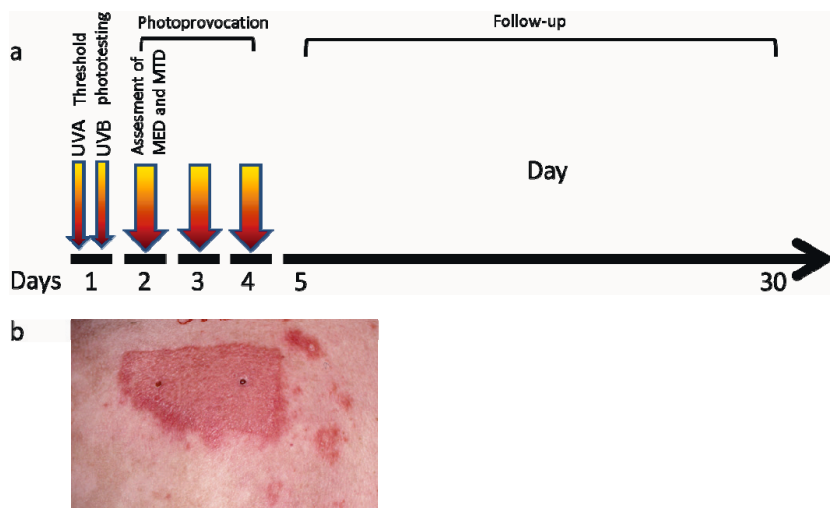 a
Photoprovocation
Follow-up
UVA Threshold
UVB phototesting
Assesment of
MED and MTD
Day
Days 1 2 3 4 5 30
b